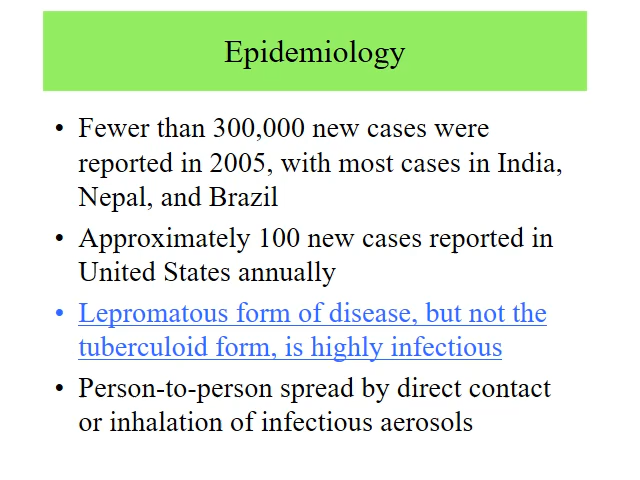 Epidemiology
• Fewer than 300,000 new cases were
reported in 2005, with most cases in India,
Nepal, and Brazil
• Approximately 100 new cases reported in
United States annually
• Lepromatous form of disease, but not the
tuberculoid form, is highly infectious
• Person-to-person spread by direct contact
or inhalation of infectious aerosols